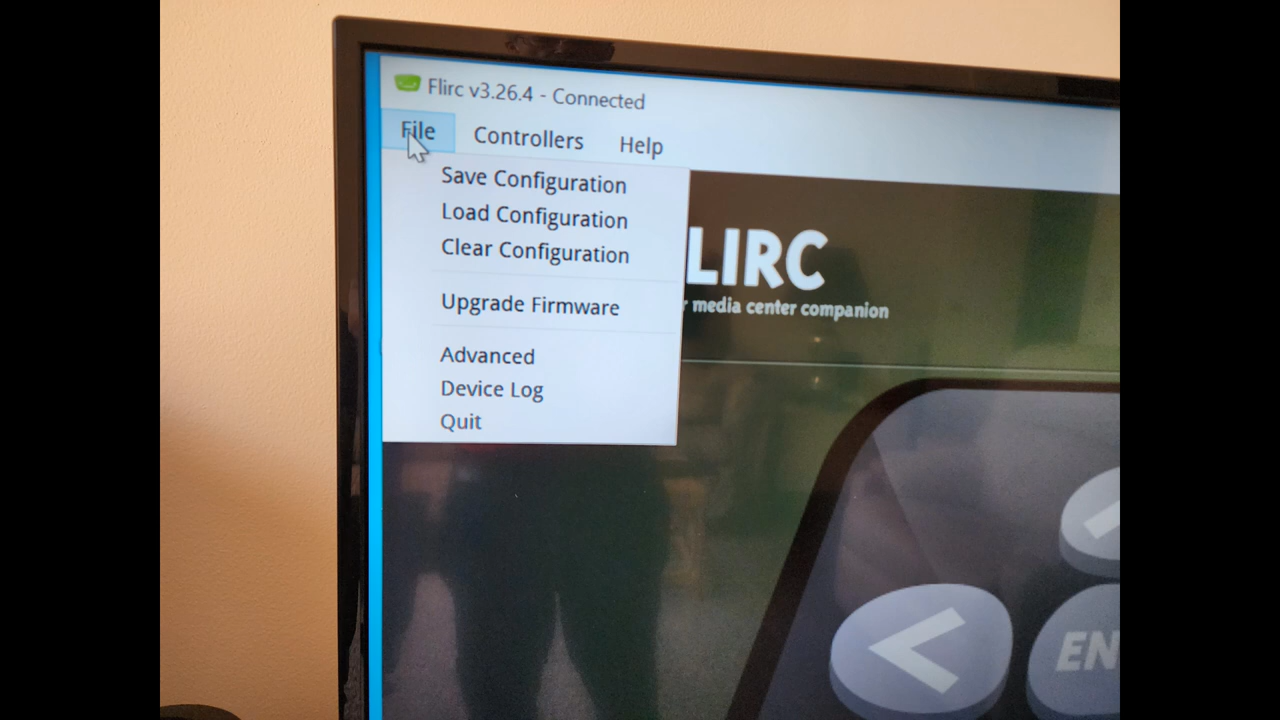 Flirc v3.26.4 - Connected
File Controllers Help
Save Configuration
Load Configuration
Clear Configuration
Upgrade Firmware
Advanced
Device Log
Quit
LIRC
media center companion
EN